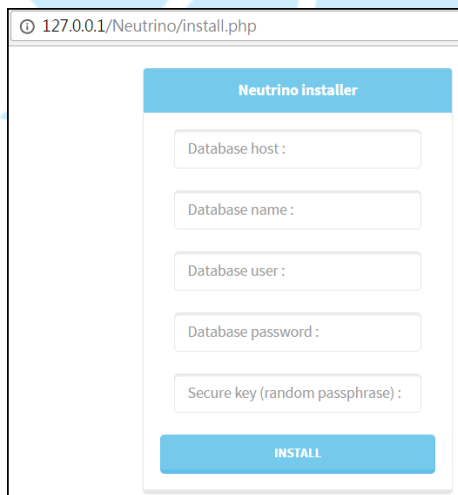 127.0.0.1/Neutrino/install.php
Neutrino installer
Database host :
Database name :
Database user :
Database password :
Secure key (random passphrase) :
INSTALL